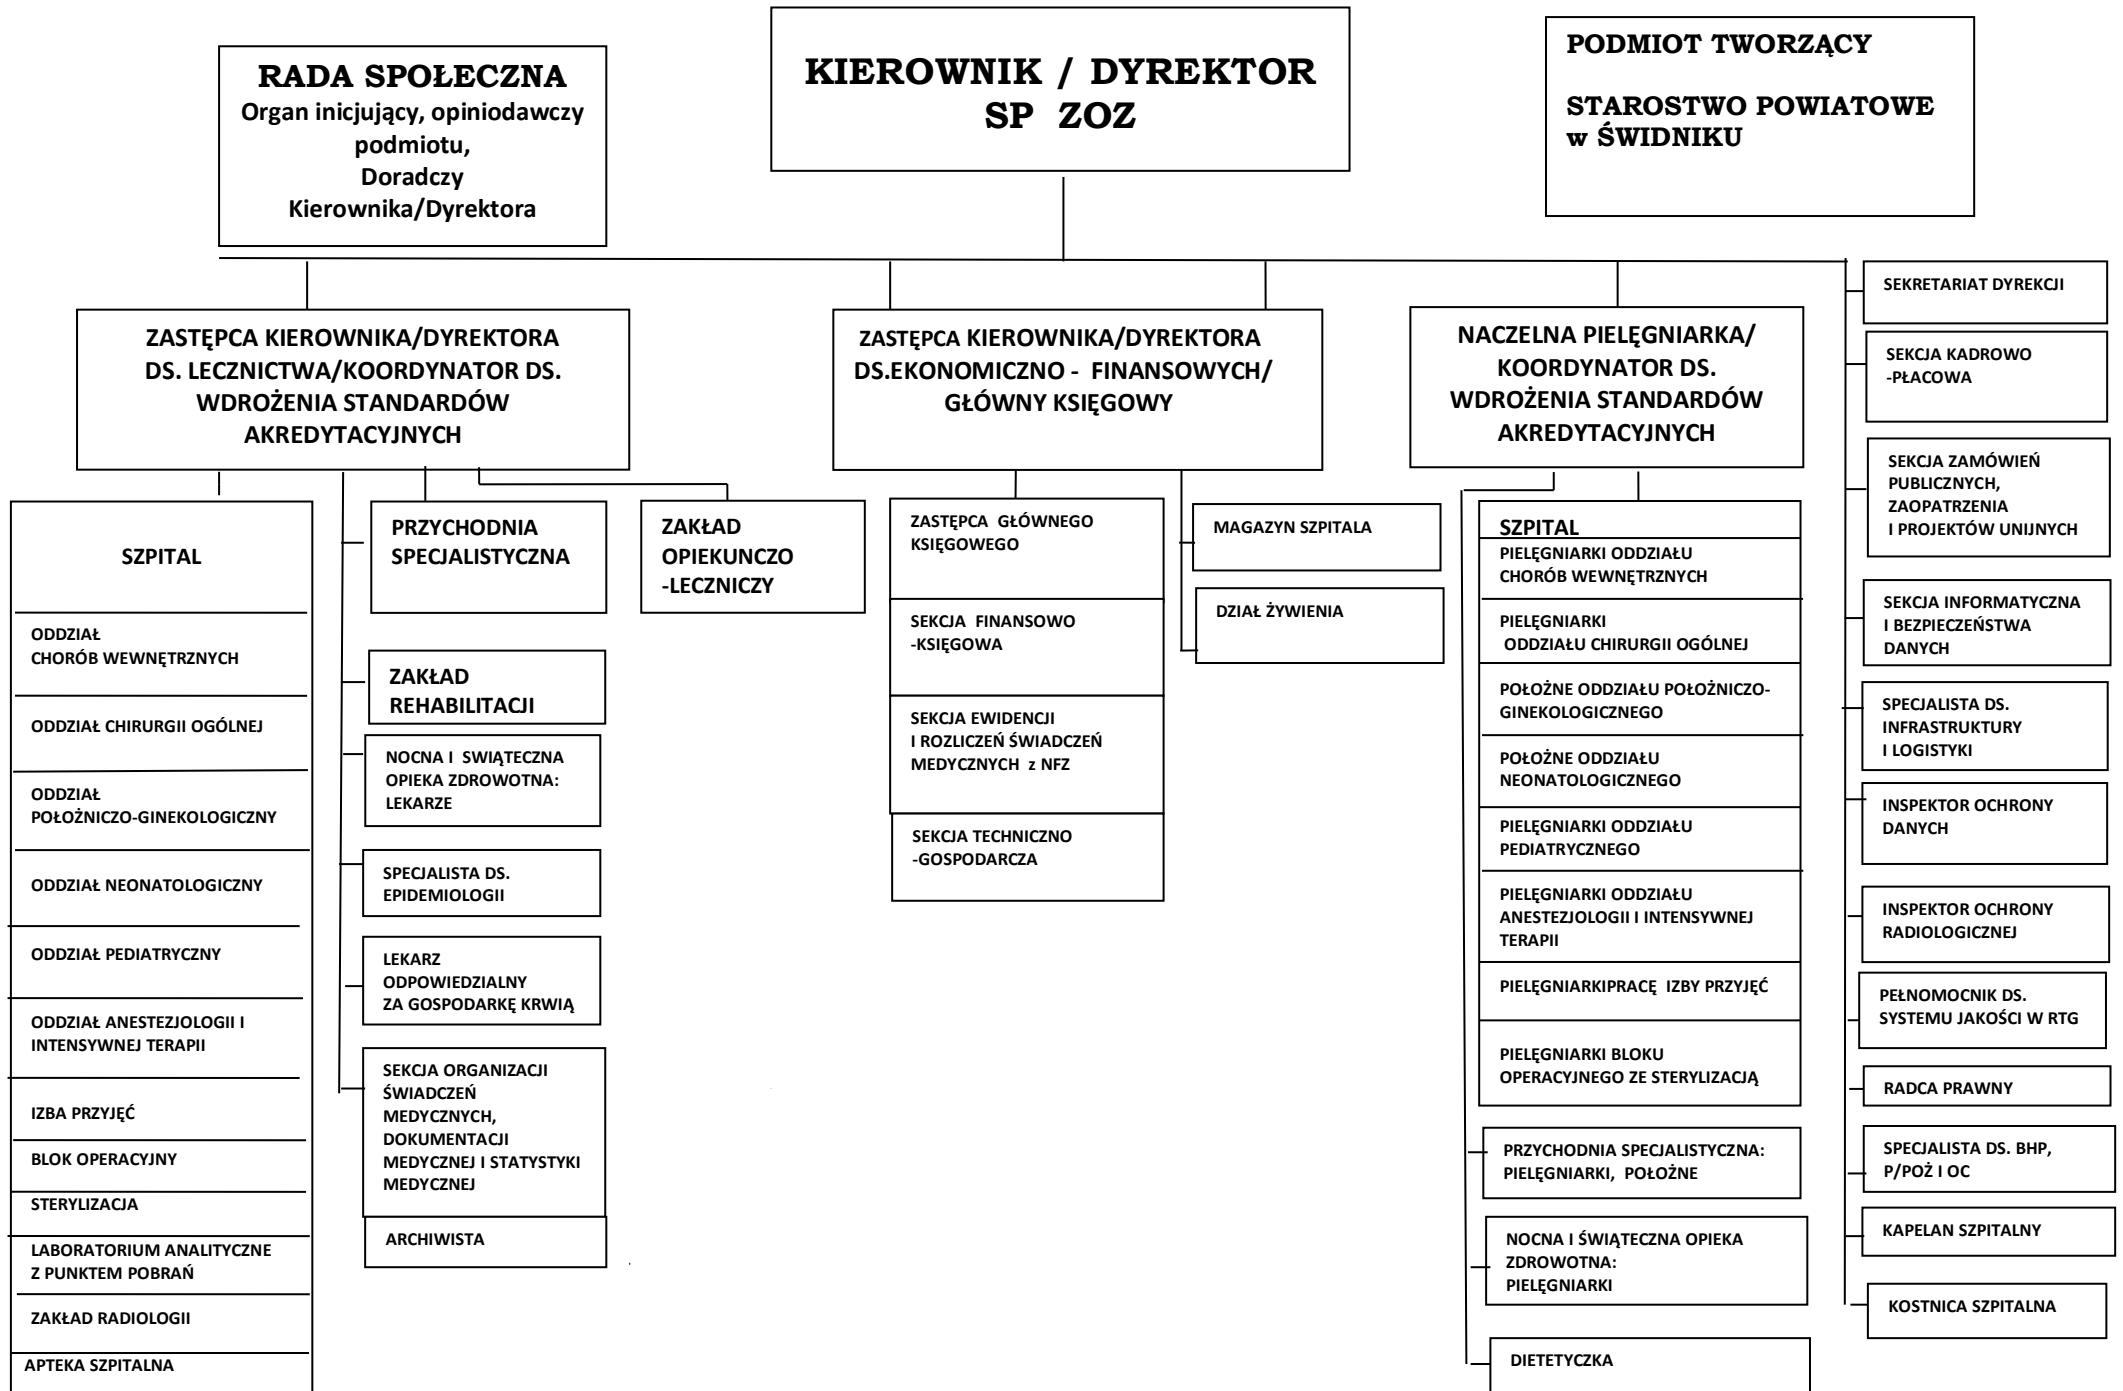 RADA SPOŁECZNA
Organ inicjujący, opiniodawczy
podmiotu,
Doradczy
Kierownika/Dyrektora
KIEROWNIK / DYREKTOR
SP ZOZ
PODMIOT TWORZĄCY
STAROSTWO POWIATOWE
w ŚWIDNIKU
ZASTĘPCA KIEROWNIKA/DYREKTORA
DS. LECZNICTWA/KOORDYNATOR DS.
WDROŻENIA STANDARDÓW
AKREDYTACYJNYCH
ZASTĘPCA KIEROWNIKA/DYREKTORA
DS.EKONOMICZNO - FINANSOWYCH/
GŁÓWNY KSIĘGOWY
NACZELNA PIELĘGNIARKA/
KOORDYNATOR DS.
WDROŻENIA STANDARDÓW
AKREDYTACYJNYCH
SZPITAL
ODDZIAŁ
CHORÓB WEWNĘTRZNYCH
ODDZIAŁ CHIRURGII OGÓLNEJ
ODDZIAŁ
POŁOŻNICZO-GINEKOLOGICZNY
ODDZIAŁ NEONATOLOGICZNY
ODDZIAŁ PEDIATRYCZNY
ODDZIAŁ ANESTEZJOLOGII I
INTENSYWNEJ TERAPII
IZBA PRZYJĘĆ
BLOK OPERACYJNY
STERYLIZACJA
LABORATORIUM ANALITYCZNE
Z PUNKTEM POBRAŃ
ZAKŁAD RADIOLOGII
APTEKA SZPITALNA
PRZYCHODNIA
SPECJALISTYCZNA
ZAKŁAD
REHABILITACJI
NOCNA I SWIĄTECZNA
OPIEKA ZDROWOTNA:
LEKARZE
SPECJALISTA DS.
EPIDEMIOLOGII
LEKARZ
ODPOWIEDZIALNY
ZA GOSPODARKĘ KRWIĄ
SEKCJA ORGANIZACJI
ŚWIADCZEŃ
MEDYCZNYCH,
DOKUMENTACJI
MEDYCZNEJ I STATYSTYKI
MEDYCZNEJ
ARCHIWISTA
ZAKŁAD
OPIEKUNCZO
-LECZNICZY
ZASTĘPCA GŁÓWNEGO
KSIĘGOWEGO
SEKCJA FINANSOWO
-KSIĘGOWA
SEKCJA EWIDENCJI
I ROZLICZEŃ ŚWIADCZEŃ
MEDYCZNYCH z NFZ
SEKCJA TECHNICZNO
-GOSPODARCZA
MAGAZYN SZPITALA
DZIAŁ ŻYWIENIA
SZPITAL
PIELĘGNIARKI ODDZIAŁU
CHORÓB WEWNĘTRZNYCH
PIELĘGNIARKI
ODDZIAŁU CHIRURGII OGÓLNEJ
POŁOŻNE ODDZIAŁU POŁOŻNICZO-
GINEKOLOGICZNEGO
POŁOŻNE ODDZIAŁU
NEONATOLOGICZNEGO
PIELĘGNIARKI ODDZIAŁU
PEDIATRYCZNEGO
PIELĘGNIARKI ODDZIAŁU
ANESTEZJOLOGII I INTENSYWNEJ
TERAPII
PIELĘGNIARKIPRACĘ IZBY PRZYJĘĆ
PIELĘGNIARKI BLOKU
OPERACYJNEGO ZE STERYLIZACJĄ
PRZYCHODNIA SPECJALISTYCZNA:
PIELĘGNIARKI, POŁOŻNE
NOCNA I ŚWIĄTECZNA OPIEKA
ZDROWOTNA:
PIELĘGNIARKI
DIETETYCZKA
SEKRETARIAT DYREKCJI
SEKCJA KADROWO
-PŁACOWA
SEKCJA ZAMÓWIEŃ
PUBLICZNYCH,
ZAOPATRZENIA
I PROJEKTÓW UNIJNYCH
SEKCJA INFORMATYCZNA
I BEZPIECZEŃSTWA
DANYCH
SPECJALISTA DS.
INFRASTRUKTURY
I LOGISTYKI
INSPEKTOR OCHRONY
DANYCH
INSPEKTOR OCHRONY
RADIOLOGICZNEJ
PEŁNOMOCNIK DS.
SYSTEMU JAKOŚCI W RTG
RADCA PRAWNY
SPECJALISTA DS. BHP,
P/POŻ I OC
KAPELAN SZPITALNY
KOSTNICA SZPITALNA